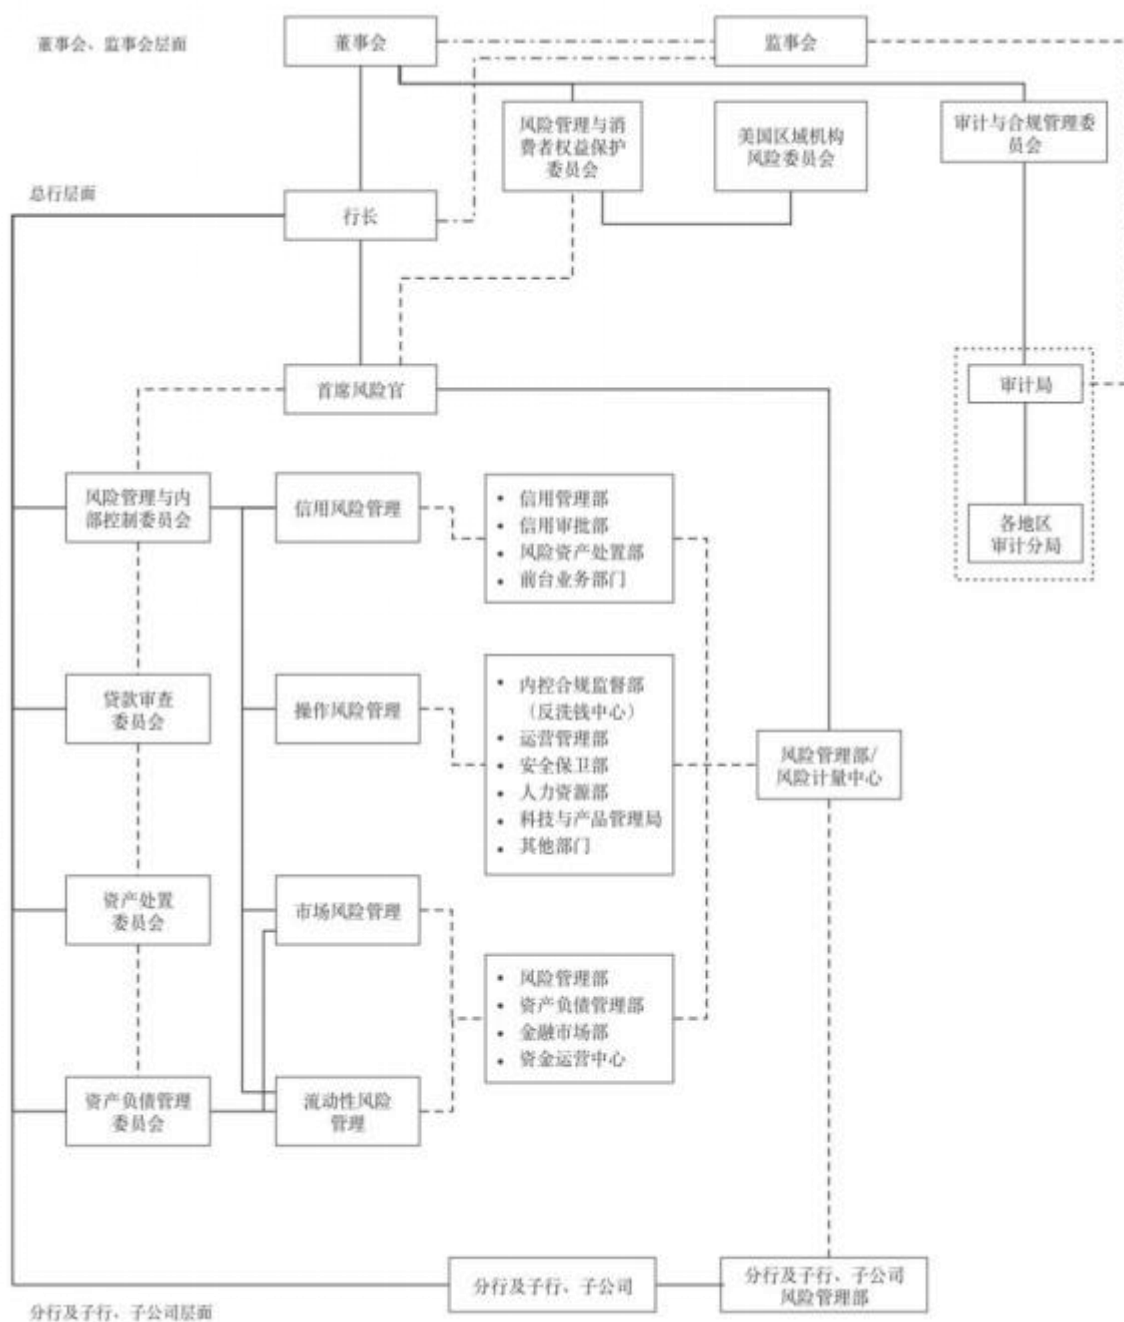 董事会、监事会层面
董事会
监事会
风险管理与消
费者权益保护
委员会
美国区域机构
风险委员会
审计与合规管理委
员会
总行层面
行长
首席风险官
审计局
各地区
审计分局
风险管理与内
部控制委员会
信用风险管理
• 信用管理部
• 信用审批部
• 风险资产处置部
• 前台业务部门
贷款审查
委员会
操作风险管理
• 内控合规监督部
（反洗钱中心）
• 运营管理部
• 安全保卫部
• 人力资源部
• 科技与产品管理局
• 其他部门
风险管理部/
风险计量中心
资产处置
委员会
市场风险管理
• 风险管理部
• 资产负债管理部
• 金融市场部
• 资金运营中心
资产负债管理
委员会
流动性风险
管理
分行及子行、子公司
分行及子行、子公司
风险管理部
分行及子行、子公司层面